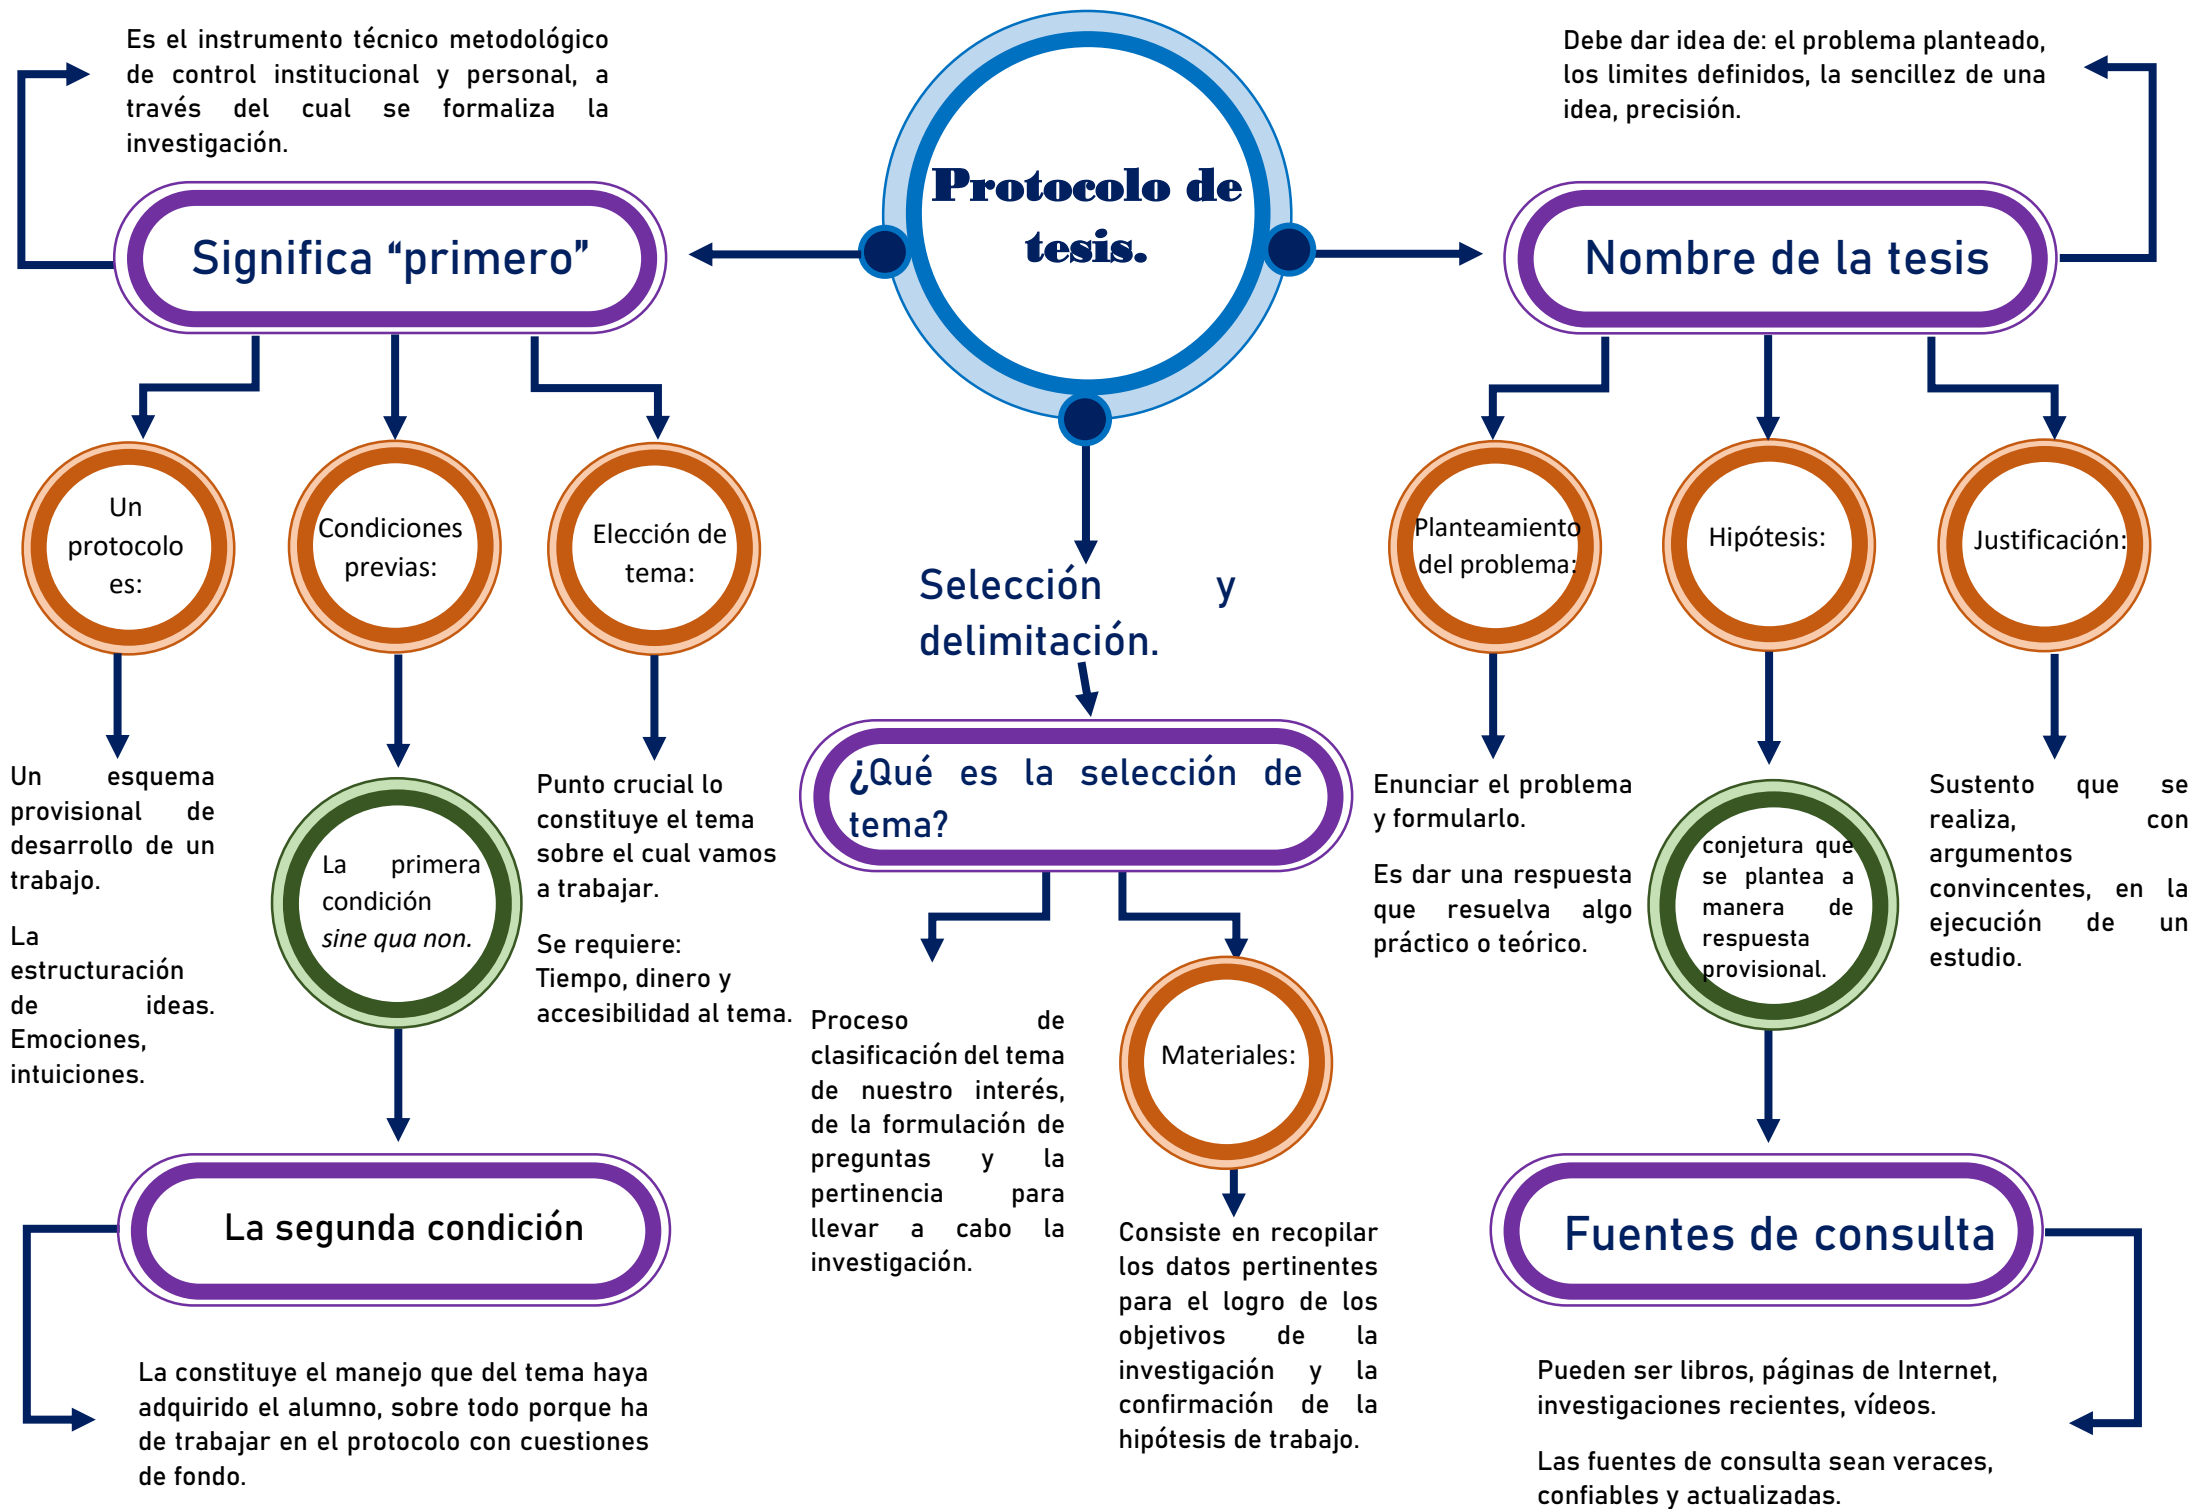 Es el instrumento técnico metodológico
de control institucional y personal, a
través del cual se formaliza la
investigación.
Protocolo de
tesis.
Debe dar idea de: el problema planteado,
los limites definidos, la sencillez de una
idea, precisión.
Significa “primero”
Nombre de la tesis
Un
protocolo
es:
Condiciones
previas:
Elección de
tema:
Selección y
delimitación.
Planteamiento
del problema:
Hipótesis:
Justificación:
Un esquema
provisional de
desarrollo de un
trabajo.
La
estructuración
de ideas.
Emociones,
intuiciones.
La primera
condición
sine qua non.
Punto crucial lo
constituye el tema
sobre el cual vamos
a trabajar.
Se requiere:
Tiempo, dinero y
accesibilidad al tema.
¿Qué es la selección de
tema?
Enunciar el problema
y formularlo.
Es dar una respuesta
que resuelva algo
práctico o teórico.
conjetura que
se plantea a
manera de
respuesta
provisional.
Sustento que se
realiza, con
argumentos
convincentes, en la
ejecución de un
estudio.
Proceso de
clasificación del tema
de nuestro interés,
de la formulación de
preguntas y la
pertinencia para
llevar a cabo la
investigación.
Materiales:
Consiste en recopilar
los datos pertinentes
para el logro de los
objetivos de la
investigación y la
confirmación de la
hipótesis de trabajo.
La segunda condición
Fuentes de consulta
La constituye el manejo que del tema haya
adquirido el alumno, sobre todo porque ha
de trabajar en el protocolo con cuestiones
de fondo.
Pueden ser libros, páginas de Internet,
investigaciones recientes, vídeos.
Las fuentes de consulta sean veraces,
confiables y actualizadas.